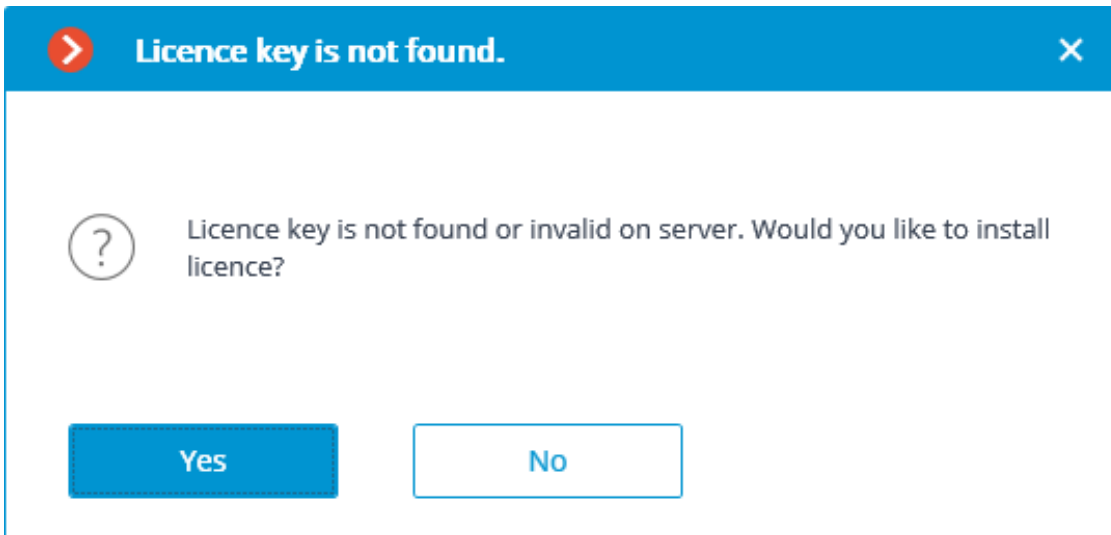 Licence key is not found.
Licence key is not found or invalid on server. Would you like to install
licence?
Yes
No